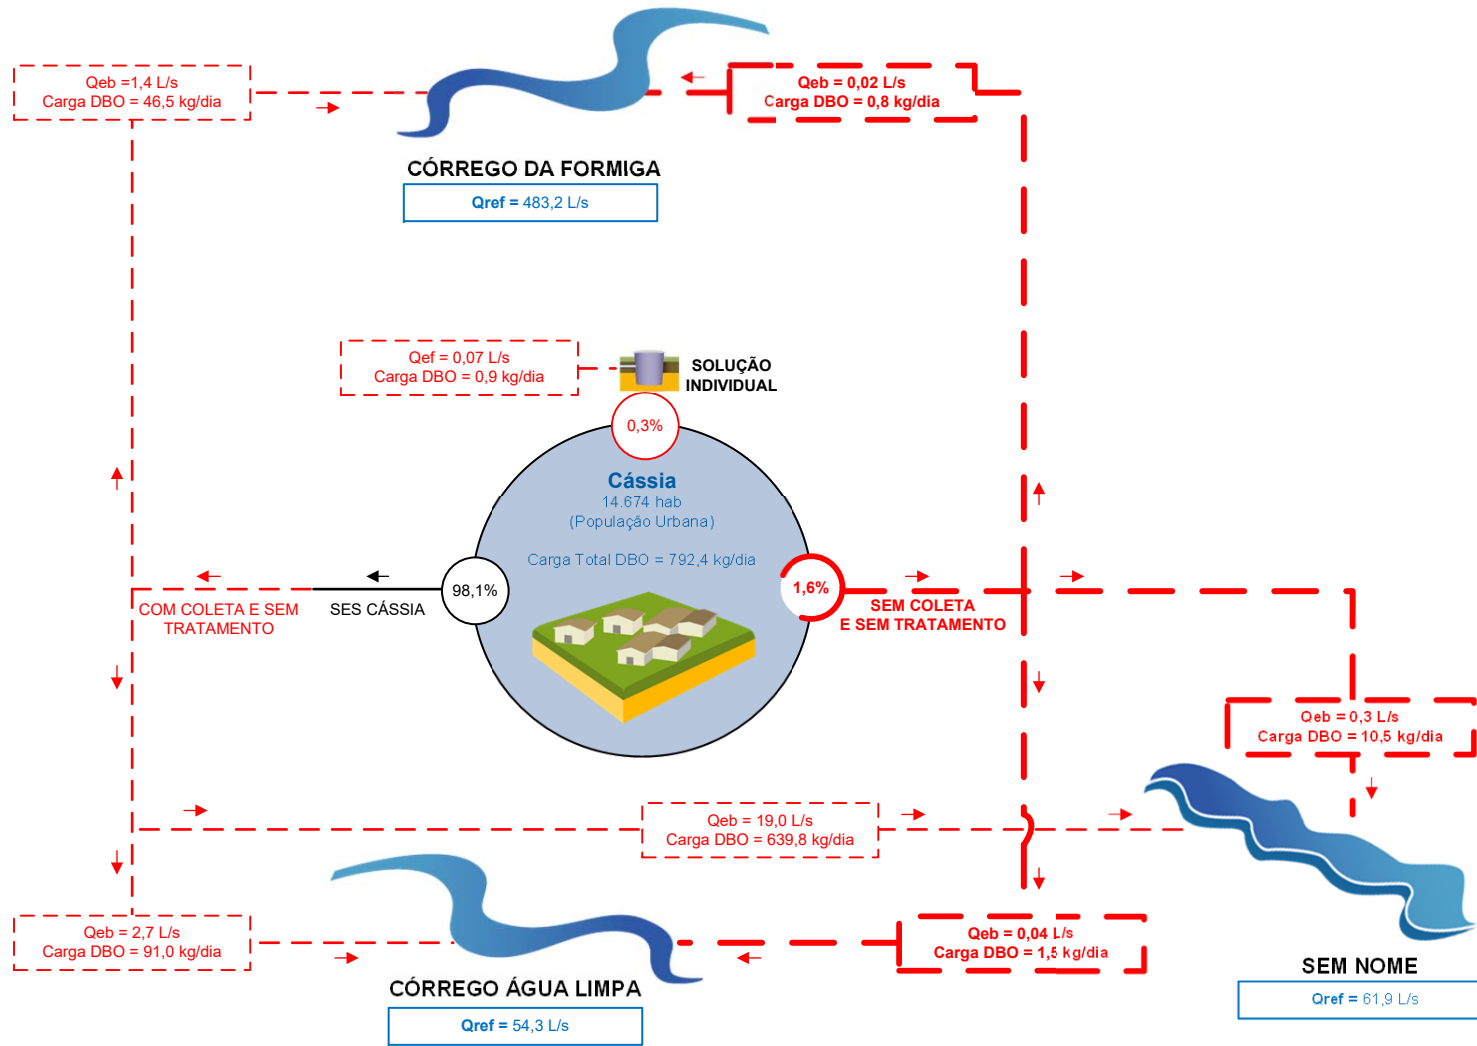 Qeb =1,4 L/s
Carga DBO = 46,5 kg/dia
Qeb = 0,02 L/s
Carga DBO = 0,8 kg/dia
CÓRREGO DA FORMIGA
Qref = 483,2 L/s
Qef = 0,07 L/s
Carga DBO = 0,9 kg/dia
SOLUÇÃO
INDIVIDUAL
0,3%
Cássia
14.674 hab
(População Urbana)
Carga Total DBO = 792,4 kg/dia
98,1%
1,6%
COM COLETA E SEM
TRATAMENTO
SES CÁSSIA
SEM COLETA
E SEM TRATAMENTO
Qeb = 0,3 L/s
Carga DBO = 10,5 kg/dia
Qeb = 19,0 L/s
Carga DBO = 639,8 kg/dia
Qeb = 2,7 L/s
Carga DBO = 91,0 kg/dia
Qeb = 0,04 L/s
Carga DBO = 1,5 kg/dia
CÓRREGO ÁGUA LIMPA
Qref = 54,3 L/s
SEM NOME
Qref = 61,9 L/s